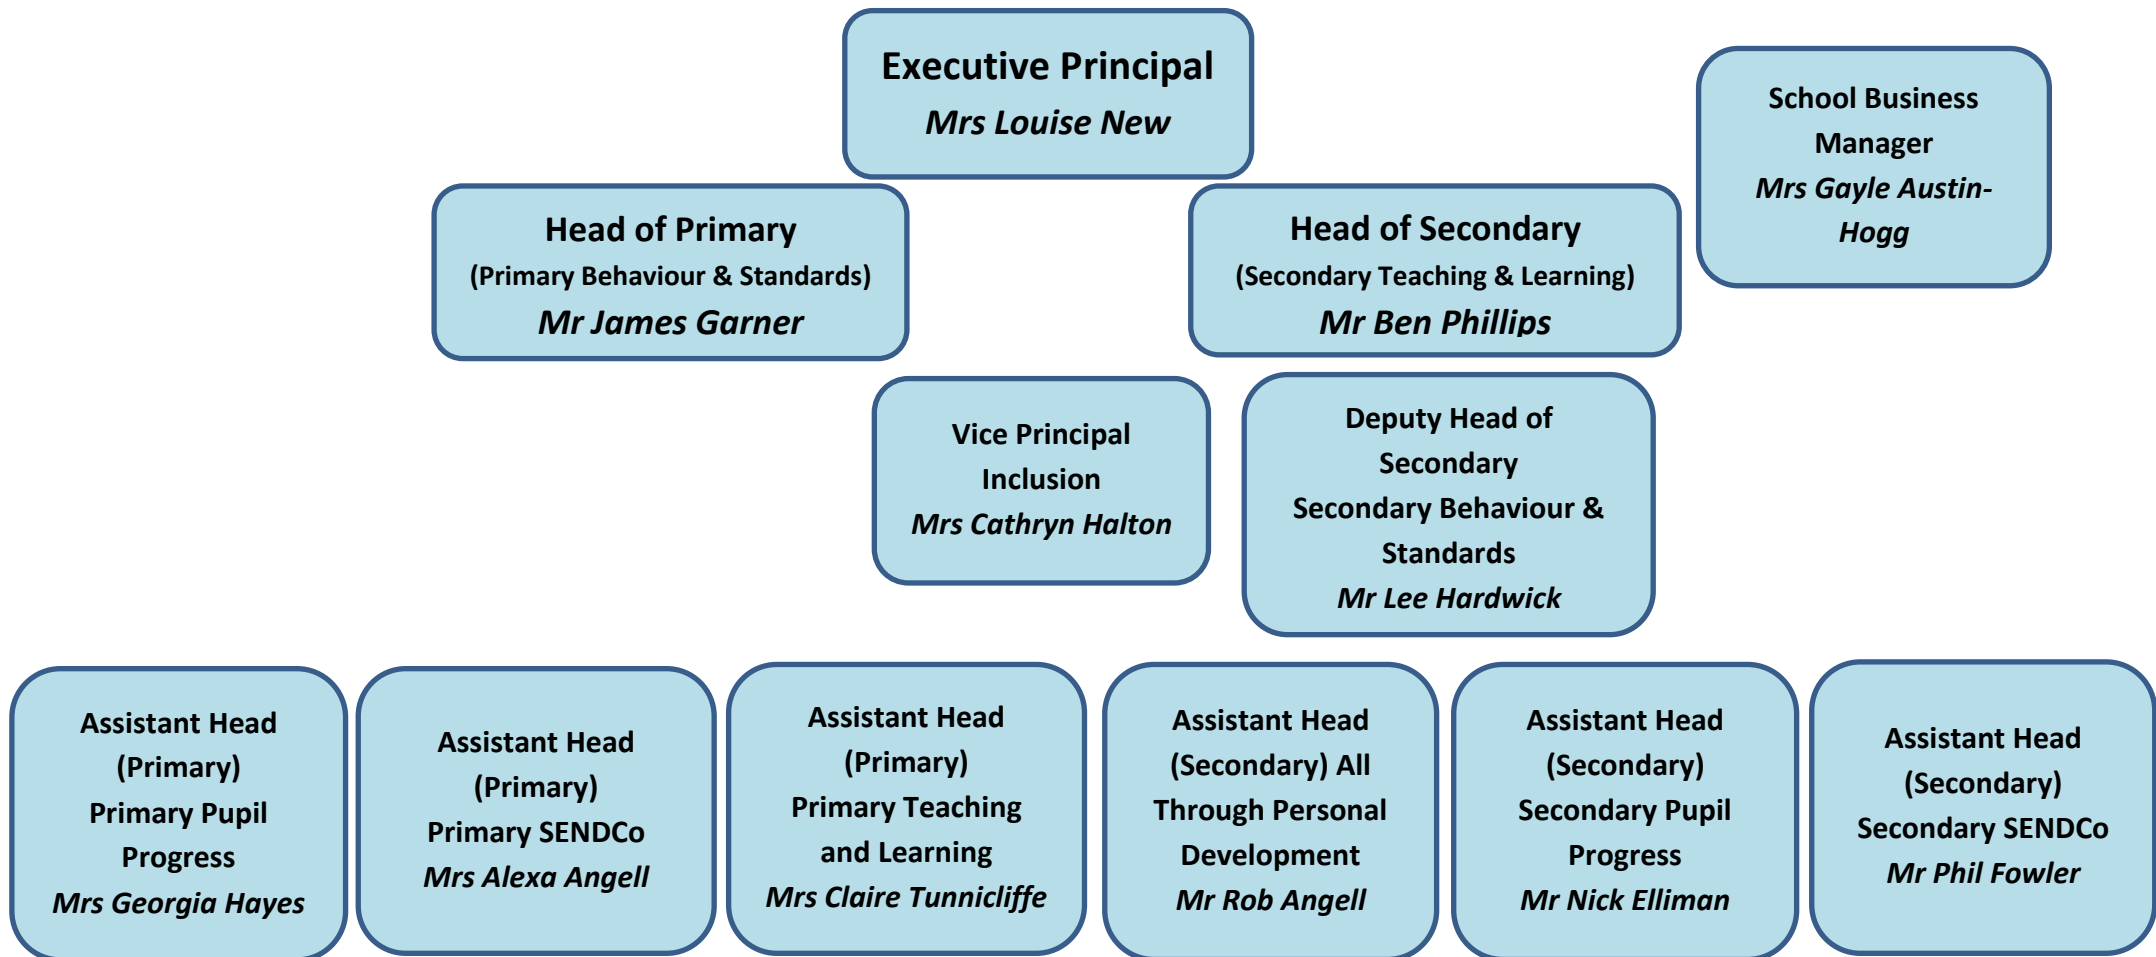 Executive Principal
Mrs Louise New
School Business
Manager
Mrs Gayle Austin-
Hogg
Head of Primary
(Primary Behaviour & Standards)
Mr James Garner
Head of Secondary
(Secondary Teaching & Learning)
Mr Ben Phillips
Vice Principal
Inclusion
Mrs Cathryn Halton
Deputy Head of
Secondary
Secondary Behaviour &
Standards
Mr Lee Hardwick
Assistant Head
(Primary)
Primary Pupil
Progress
Mrs Georgia Hayes
Assistant Head
(Primary)
Primary SENDCo
Mrs Alexa Angell
Assistant Head
(Primary)
Primary Teaching
and Learning
Mrs Claire Tunnicliffe
Assistant Head
(Secondary) All
Through Personal
Development
Mr Rob Angell
Assistant Head
(Secondary)
Secondary Pupil
Progress
Mr Nick Elliman
Assistant Head
(Secondary)
Secondary SENDCo
Mr Phil Fowler